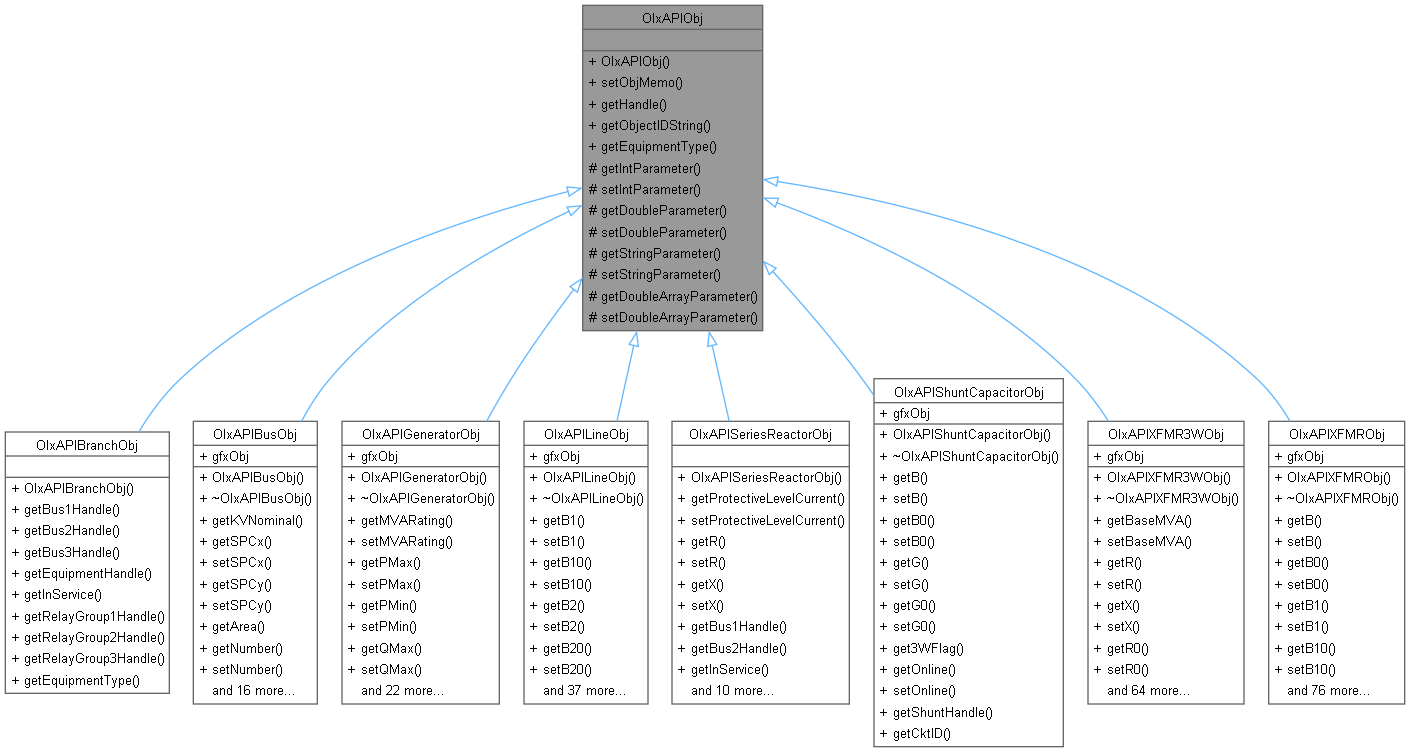 OlxAPIObj
+ OlxAPIObj()
+ setObjMemo()
+ getHandle()
+ getObjectIDString()
+ getEquipmentType()
# getIntParameter()
# setIntParameter()
# getDoubleParameter()
# setDoubleParameter()
# getStringParameter()
# setStringParameter()
# getDoubleArrayParameter()
# setDoubleArrayParameter()
OlxAPIBranchObj
+ OlxAPIBranchObj()
+ getBus1Handle()
+ getBus2Handle()
+ getBus3Handle()
+ getEquipmentHandle()
+ getInService()
+ getRelayGroup1Handle()
+ getRelayGroup2Handle()
+ getRelayGroup3Handle()
+ getEquipmentType()
OlxAPIBusObj
+ gfxObj
+ OlxAPIBusObj()
+ ~OlxAPIBusObj()
+ getKVNominal()
+ getSPCx()
+ setSPCx()
+ getSPCy()
+ setSPCy()
+ getArea()
+ getNumber()
+ setNumber()
and 16 more...
OlxAPIGeneratorObj
+ gfxObj
+ OlxAPIGeneratorObj()
+ ~OlxAPIGeneratorObj()
+ getMVARating()
+ setMVARating()
+ getPMax()
+ setPMax()
+ getPMin()
+ setPMin()
+ getQMax()
+ setQMax()
and 22 more...
OlxAPILineObj
+ gfxObj
+ OlxAPILineObj()
+ ~OlxAPILineObj()
+ getB1()
+ setB1()
+ getB10()
+ setB10()
+ getB2()
+ setB2()
+ getB20()
+ setB20()
and 37 more...
OlxAPISeriesReactorObj
+ OlxAPISeriesReactorObj()
+ getProtectiveLevelCurrent()
+ setProtectiveLevelCurrent()
+ getR()
+ setR()
+ getX()
+ setX()
+ getBus1Handle()
+ getBus2Handle()
+ getInService()
and 10 more...
OlxAPIShuntCapacitorObj
+ gfxObj
+ OlxAPIShuntCapacitorObj()
+ ~OlxAPIShuntCapacitorObj()
+ getB()
+ setB()
+ getB0()
+ setB0()
+ getG()
+ setG()
+ getG0()
+ setG0()
+ get3WFlag()
+ getOnline()
+ setOnline()
+ getShuntHandle()
+ getCktID()
OlxAPIXFMR3WObj
+ gfxObj
+ OlxAPIXFMR3WObj()
+ ~OlxAPIXFMR3WObj()
+ getBaseMVA()
+ setBaseMVA()
+ getR()
+ setR()
+ getX()
+ setX()
+ getR0()
+ setR0()
and 64 more...
OlxAPIXFMRObj
+ gfxObj
+ OlxAPIXFMRObj()
+ ~OlxAPIXFMRObj()
+ getB()
+ setB()
+ getB0()
+ setB0()
+ getB1()
+ setB1()
+ getB10()
+ setB10()
and 76 more...